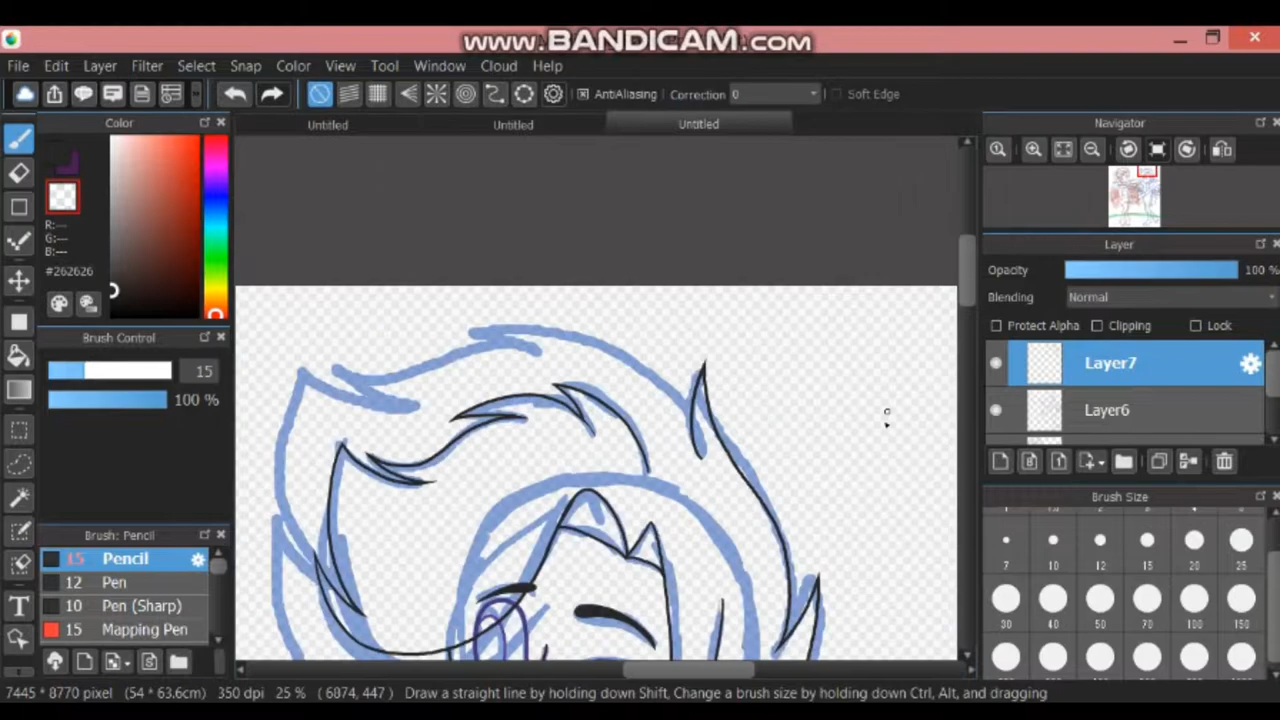 www.BANDICAM.com
File Edit Layer Filter Select Snap Color View Tool Window Cloud Help
AntiAliasing Correction 0 Soft Edge
Color Untitled Untitled Untitled Navigator
R:---
G:---
B:---
#262626
Layer
Opacity 100 %
Blending Normal
Protect Alpha Clipping Lock
Brush Control
15
100 %
Layer7
Layer6
Brush Size
7 10 12 15 20 25
30 40 50 70 100 150
Brush: Pencil
15 Pencil
12 Pen
10 Pen (Sharp)
15 Mapping Pen
7445 * 8770 pixel (54 * 63.6cm) 350 dpi 25 % ( 6874, 447 ) Draw a straight line by holding down Shift, Change a brush size by holding down Ctrl, Alt, and dragging